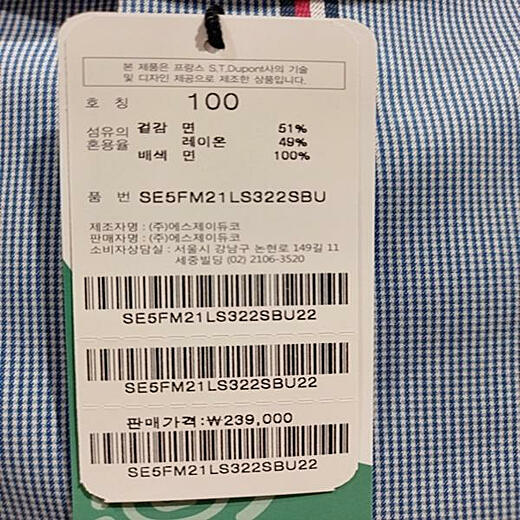 본 제품은 프랑스 S.T.Dupont사의 기술
및 디자인 제공으로 제조한 상품입니다.
호 칭 100
섬유의 혼용율 겉감 면 51%
레이온 49%
배색 면 100%
품 번 SE5FM21LS322SBU
제조자명 : (주)에스제이듀코
판매자명 : (주)에스제이듀코
소비자상담실 : 서울시 강남구 논현로 149길 11
세중빌딩 (02) 2106-3520
SE5FM21LS322SBU22
SE5FM21LS322SBU22
판매가격:₩239,000
SE5FM21LS322SBU22